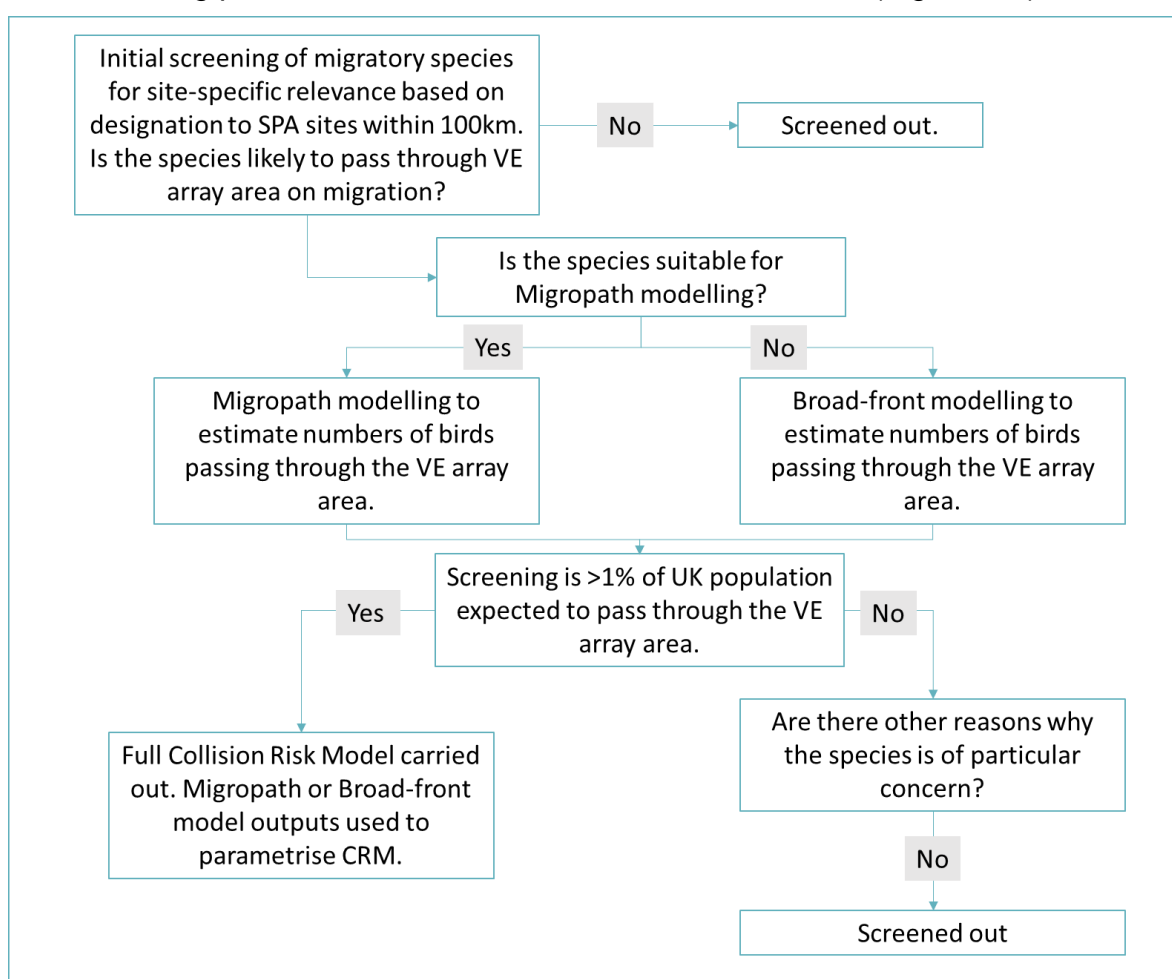 Initial screening of migratory species
for site-specific relevance based on
designation to SPA sites within 100km.
Is the species likely to pass through VE
array area on migration?
No
Screened out.
Is the species suitable for
Migropath modelling?
Yes
No
Migropath modelling to
estimate numbers of birds
passing through the VE array
area.
Broad-front modelling to
estimate numbers of birds
passing through the VE array
area.
Screening is >1% of UK population
expected to pass through the VE
array area.
Yes
No
Full Collision Risk Model carried
out. Migropath or Broad-front
model outputs used to
parametrise CRM.
Are there other reasons why
the species is of particular
concern?
No
Screened out